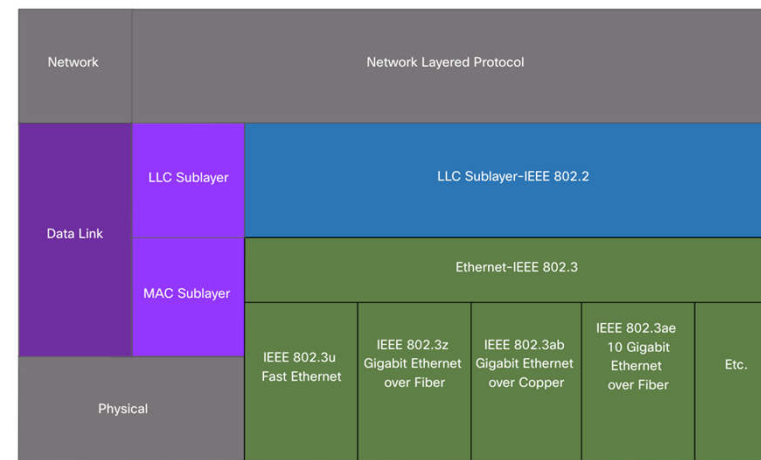 Network
Network Layered Protocol
LLC Sublayer
LLC Sublayer-IEEE 802.2
Data Link
MAC Sublayer
Ethernet-IEEE 802.3
IEEE 802.3u
Fast Ethernet
IEEE 802.3z
Gigabit Ethernet
over Fiber
IEEE 802.3ab
Gigabit Ethernet
over Copper
IEEE 802.3ae
10 Gigabit
Ethernet
over Fiber
Etc.
Physical